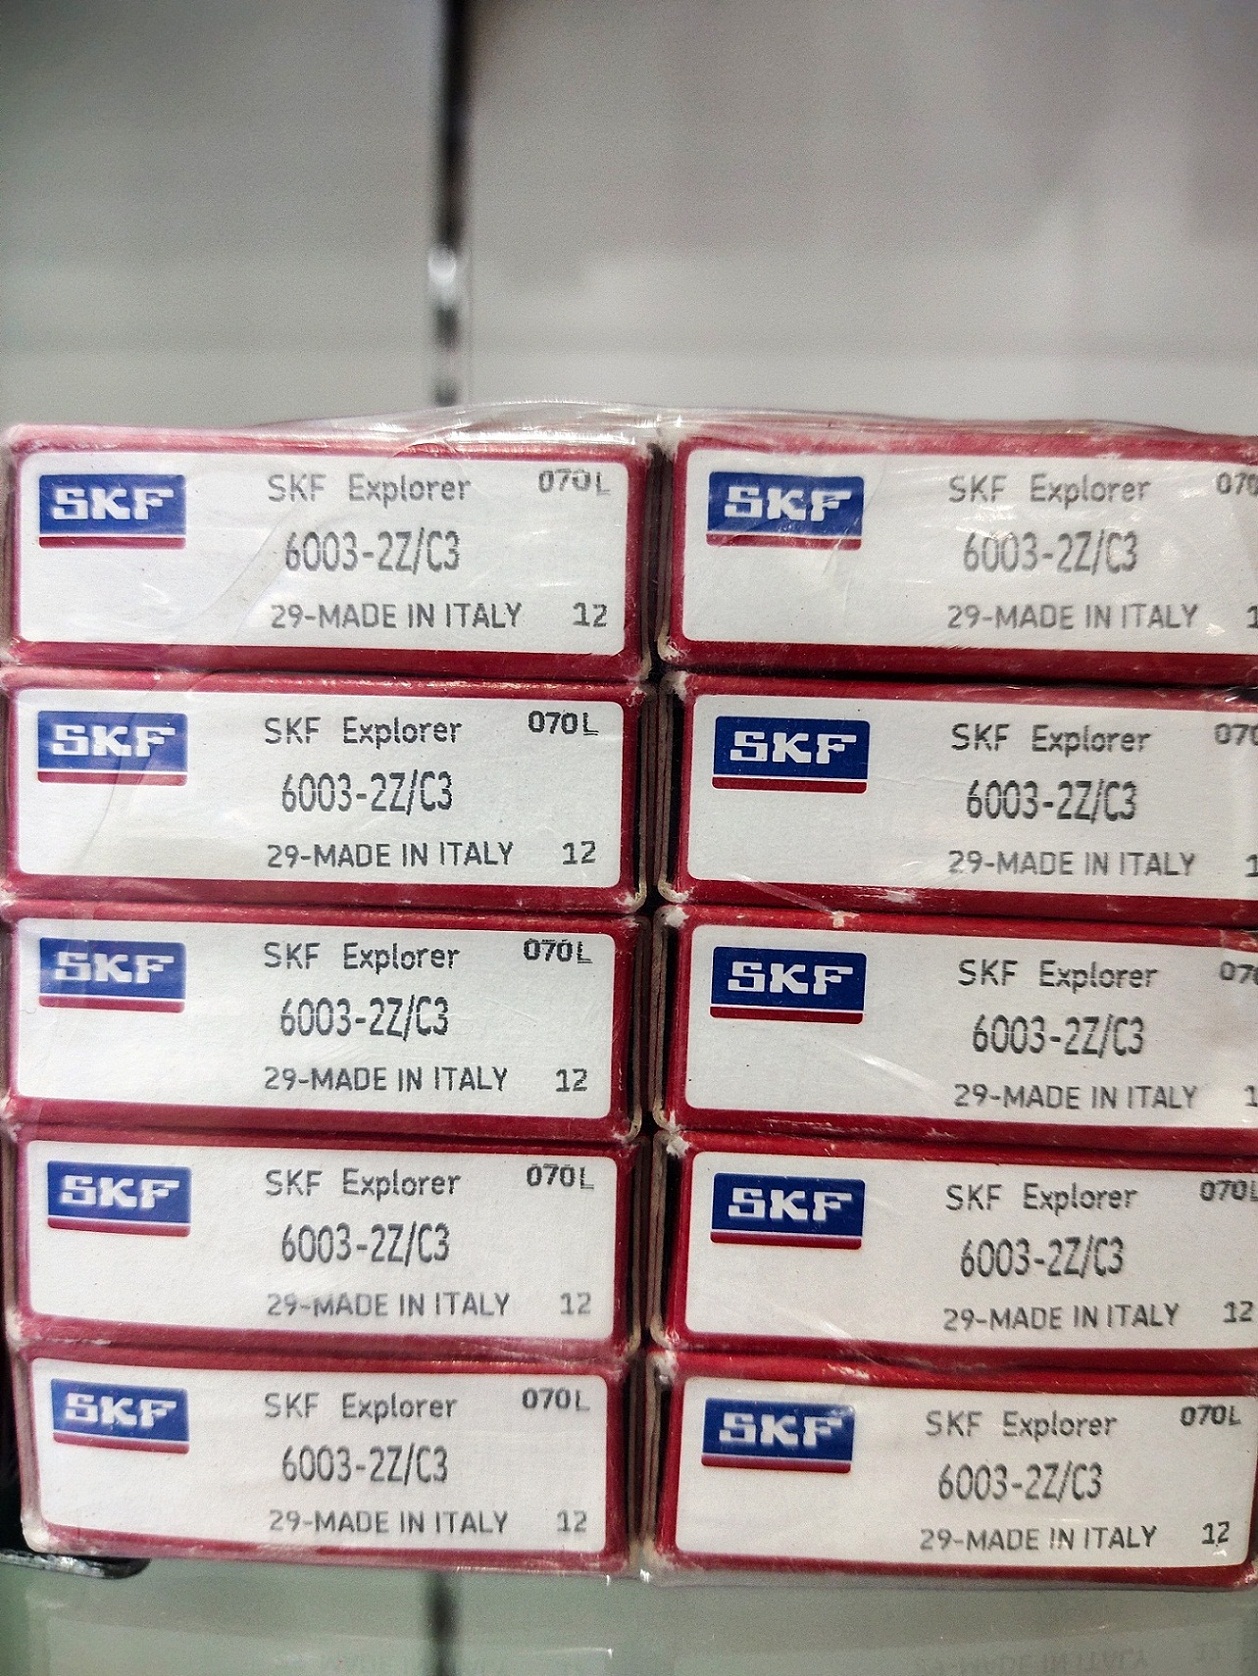 SKF SKF Explorer 070L
6003-2Z/C3
29-MADE IN ITALY 12
SKF SKF Explorer
6003-2Z/C3
29-MADE IN ITALY
SKF SKF Explorer 070L
6003-2Z/C3
29-MADE IN ITALY 12
SKF SKF Explorer
6003-2Z/C3
29-MADE IN ITALY
SKF SKF Explorer 070L
6003-2Z/C3
29-MADE IN ITALY 12
SKF SKF Explorer
6003-2Z/C3
29-MADE IN ITALY
SKF SKF Explorer 070L
6003-2Z/C3
29-MADE IN ITALY 12
SKF SKF Explorer 070L
6003-2Z/C3
29-MADE IN ITALY 12
SKF SKF Explorer 070L
6003-2Z/C3
29-MADE IN ITALY 12
SKF SKF Explorer 070L
6003-2Z/C3
29-MADE IN ITALY 12